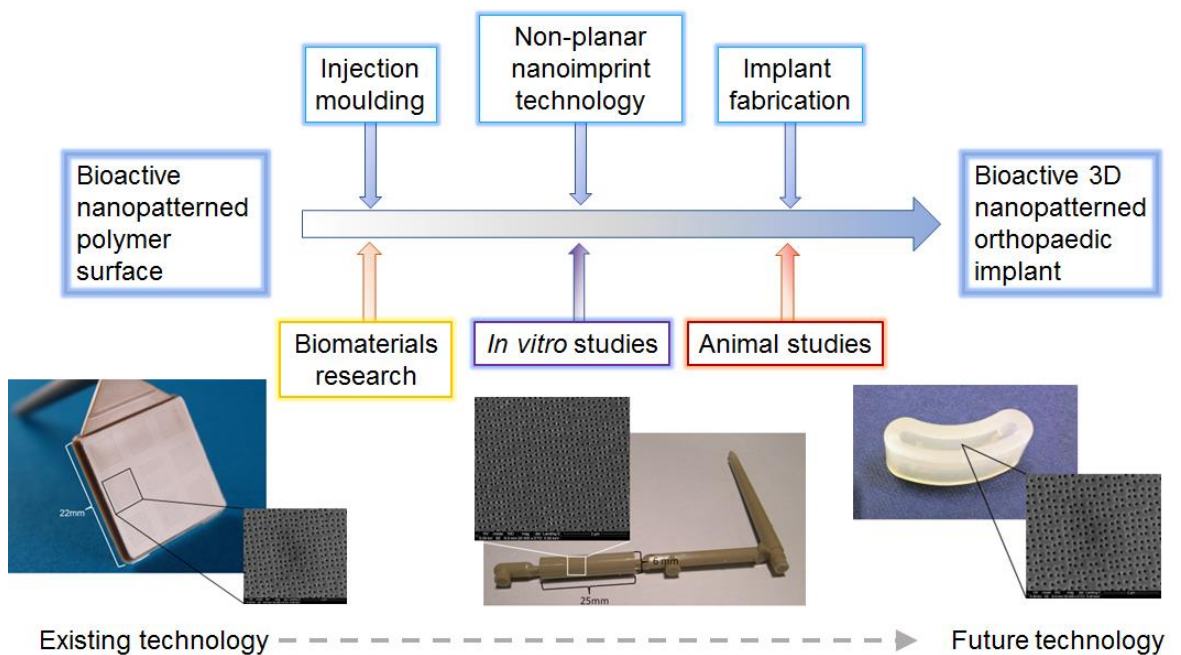 Injection
moulding
Non-planar
nanoimprint
technology
Implant
fabrication
Bioactive
nanopatterned
polymer
surface
Bioactive 3D
nanopatterned
orthopaedic
implant
Biomaterials
research
In vitro studies
Animal studies
22mm
6 mm
25mm
Existing technology
Future technology